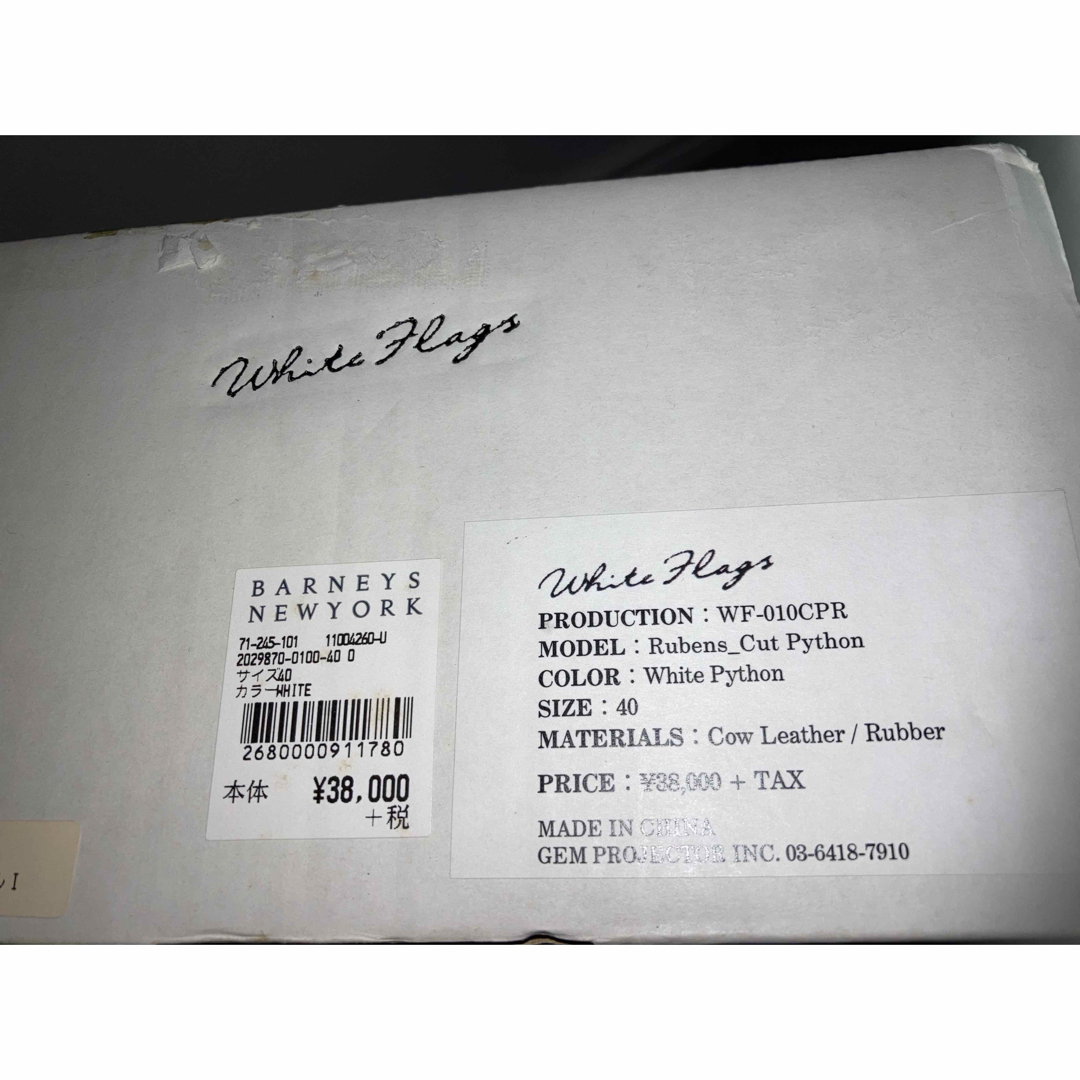 White Flags
BARNEYS
NEWYORK
71-245-101 11004260-U
2029870-0100-40 0
サイズ40
カラーWHITE
2680000911780
本体 ¥38,000
+税
White Flags
PRODUCTION : WF-010CPR
MODEL : Rubens_Cut Python
COLOR : White Python
SIZE : 40
MATERIALS : Cow Leather / Rubber
PRICE : ¥38,000 + TAX
MADE IN CHINA
GEM PROJECTOR INC. 03-6418-7910